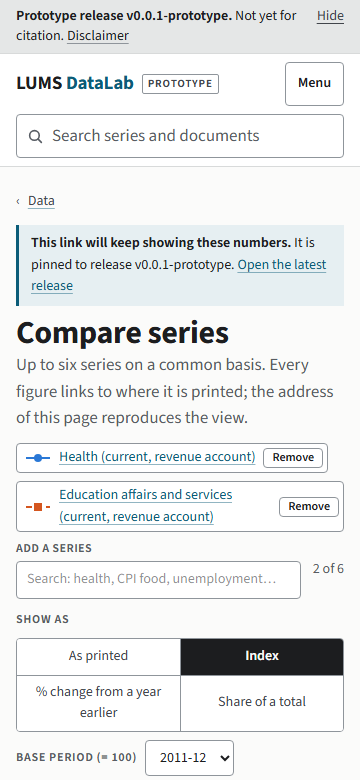 Prototype release v0.0.1-prototype. Not yet for Hide
citation. Disclaimer
LUMS DataLab PROTOTYPE Menu
Search series and documents
‹ Data
This link will keep showing these numbers. It is
pinned to release v0.0.1-prototype. Open the latest
release
Compare series
Up to six series on a common basis. Every
figure links to where it is printed; the address
of this page reproduces the view.
Health (current, revenue account) Remove
Education affairs and services
(current, revenue account) Remove
ADD A SERIES
Search: health, CPI food, unemployment… 2 of 6
SHOW AS
As printed Index
% change from a year
earlier Share of a total
BASE PERIOD (= 100) 2011-12